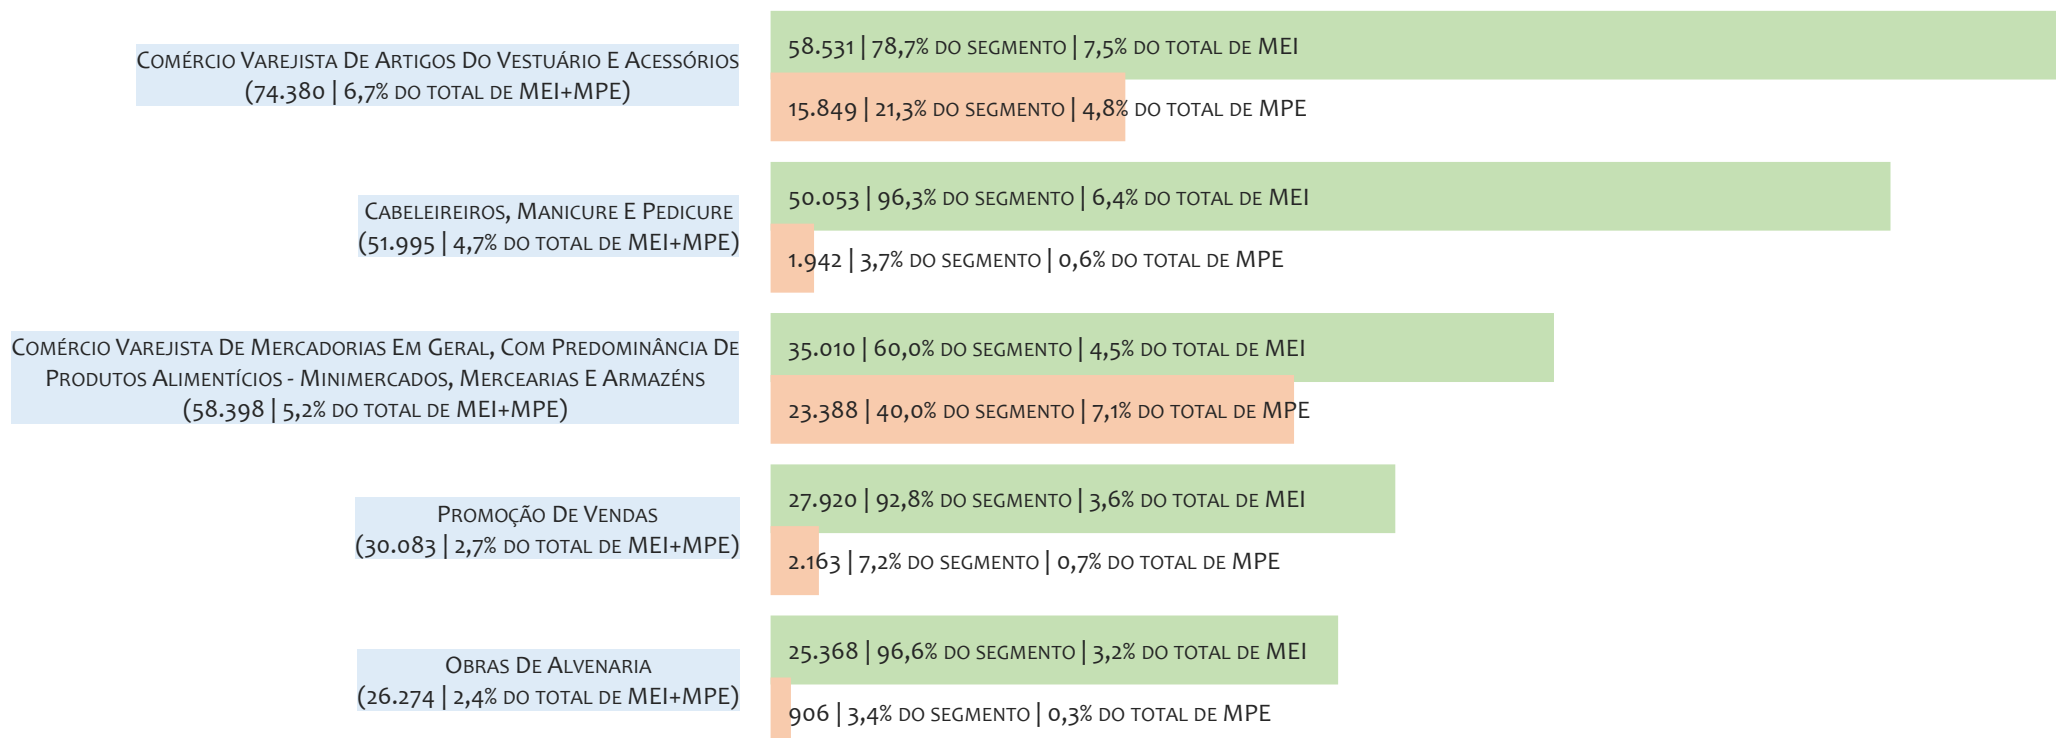 Comércio Varejista De Artigos Do Vestuário E Acessórios
(74.380 | 6,7% do total de MEI+MPE)
58.531 | 78,7% do segmento | 7,5% do total de MEI
15.849 | 21,3% do segmento | 4,8% do total de MPE
Cabeleireiros, Manicure E Pedicure
(51.995 | 4,7% do total de MEI+MPE)
50.053 | 96,3% do segmento | 6,4% do total de MEI
1.942 | 3,7% do segmento | 0,6% do total de MPE
Comércio Varejista De Mercadorias Em Geral, Com Predominância De
Produtos Alimentícios - Minimercados, Mercearias E Armazéns
(58.398 | 5,2% do total de MEI+MPE)
35.010 | 60,0% do segmento | 4,5% do total de MEI
23.388 | 40,0% do segmento | 7,1% do total de MPE
Promoção De Vendas
(30.083 | 2,7% do total de MEI+MPE)
27.920 | 92,8% do segmento | 3,6% do total de MEI
2.163 | 7,2% do segmento | 0,7% do total de MPE
Obras De Alvenaria
(26.274 | 2,4% do total de MEI+MPE)
25.368 | 96,6% do segmento | 3,2% do total de MEI
906 | 3,4% do segmento | 0,3% do total de MPE